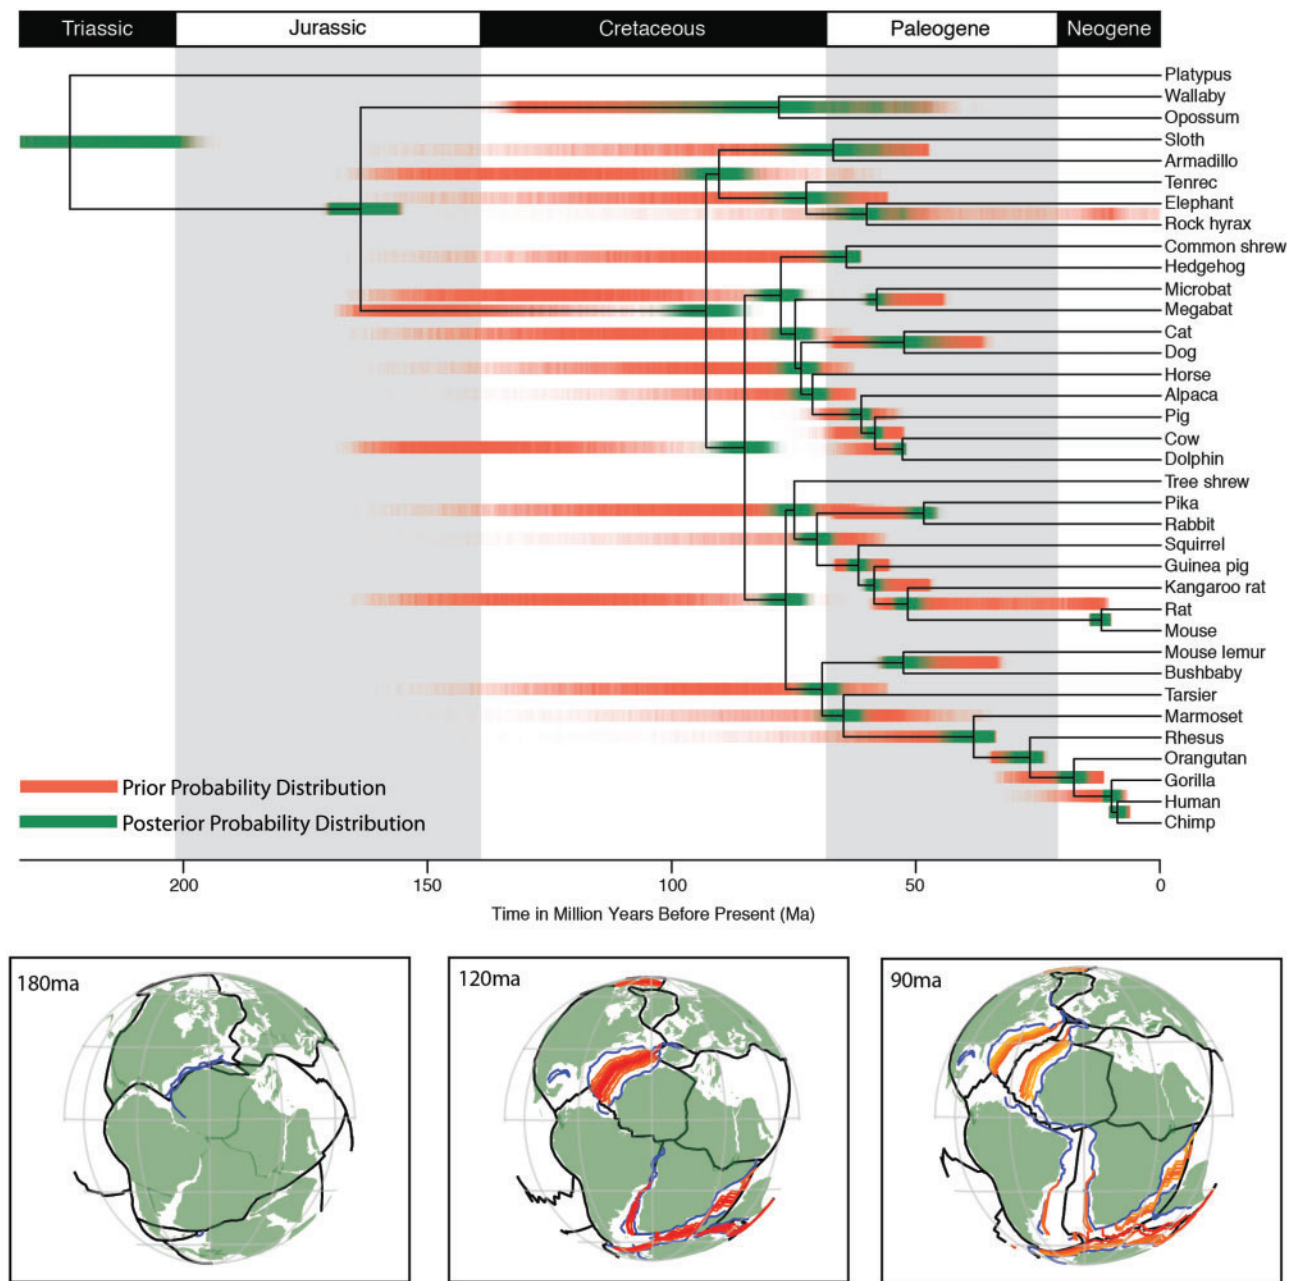 Triassic Jurassic Cretaceous Paleogene Neogene
Platypus
Wallaby
Opossum
Sloth
Armadillo
Tenrec
Elephant
Rock hyrax
Common shrew
Hedgehog
Microbat
Megabat
Cat
Dog
Horse
Alpaca
Pig
Cow
Dolphin
Tree shrew
Pika
Rabbit
Squirrel
Guinea pig
Kangaroo rat
Rat
Mouse
Mouse lemur
Bushbaby
Tarsier
Marmoset
Rhesus
Orangutan
Gorilla
Human
Chimp
Prior Probability Distribution
Posterior Probability Distribution
200 150 100 50 0
Time in Million Years Before Present (Ma)
180ma 120ma 90ma